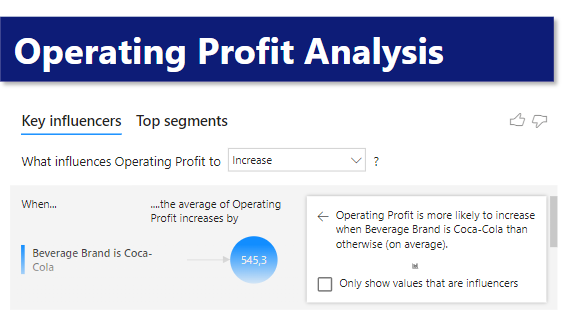 Operating Profit Analysis
Key influencers Top segments
What influences Operating Profit to Increase ?
When...
....the average of Operating
Profit increases by
Beverage Brand is Coca-
Cola
545,3
Operating Profit is more likely to increase
when Beverage Brand is Coca-Cola than
otherwise (on average).
Only show values that are influencers